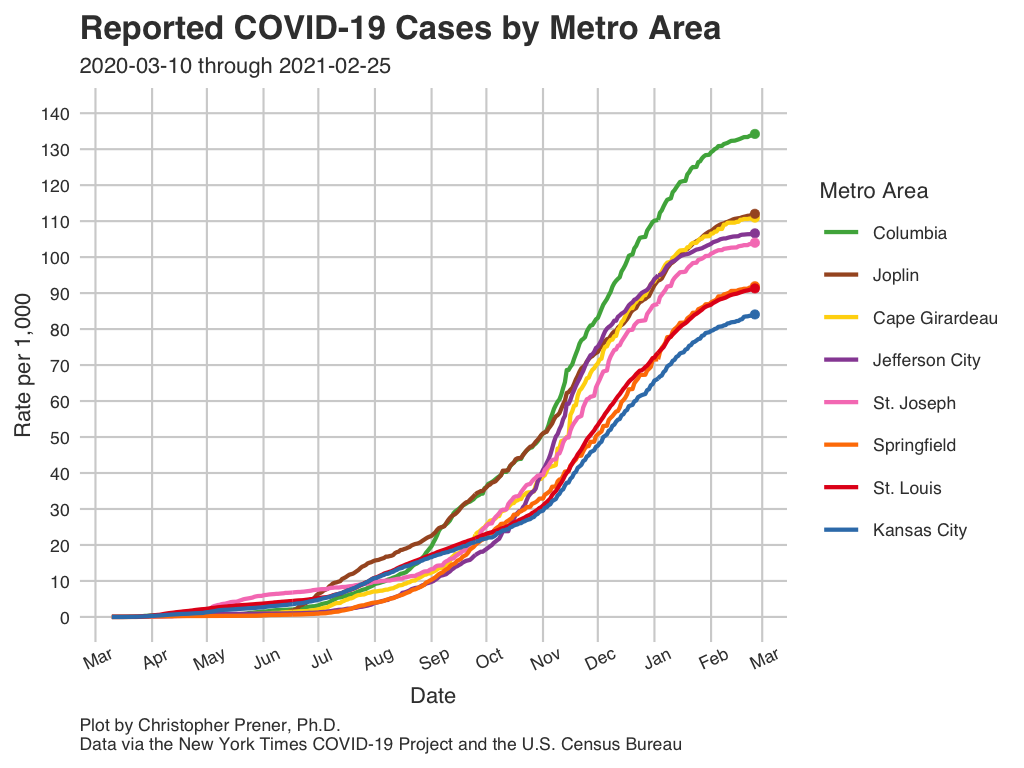 Reported COVID-19 Cases by Metro Area
2020-03-10 through 2021-02-25
Rate per 1,000
140
130
120
110
100
90
80
70
60
50
40
30
20
10
0
Mar Apr May Jun Jul Aug Sep Oct Nov Dec Jan Feb Mar
Date
Metro Area
Columbia
Joplin
Cape Girardeau
Jefferson City
St. Joseph
Springfield
St. Louis
Kansas City
Plot by Christopher Prener, Ph.D.
Data via the New York Times COVID-19 Project and the U.S. Census Bureau